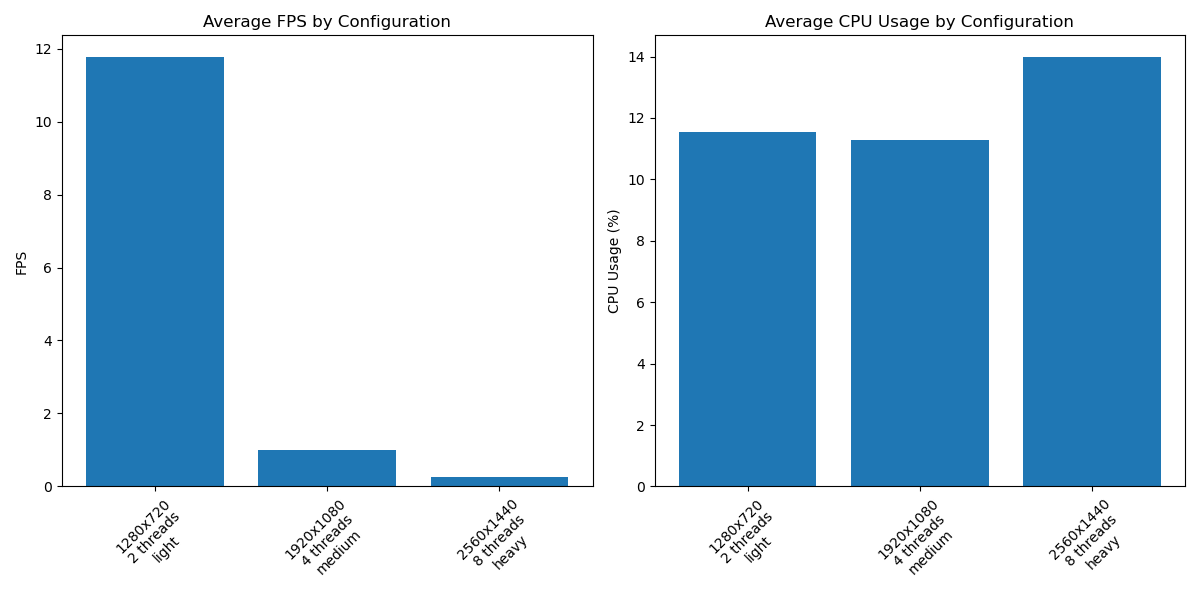 Average FPS by Configuration
FPS
12
10
8
6
4
2
0
1280x720
2 threads
light
1920x1080
4 threads
medium
2560x1440
8 threads
heavy
Average CPU Usage by Configuration
CPU Usage (%)
14
12
10
8
6
4
2
0
1280x720
2 threads
light
1920x1080
4 threads
medium
2560x1440
8 threads
heavy